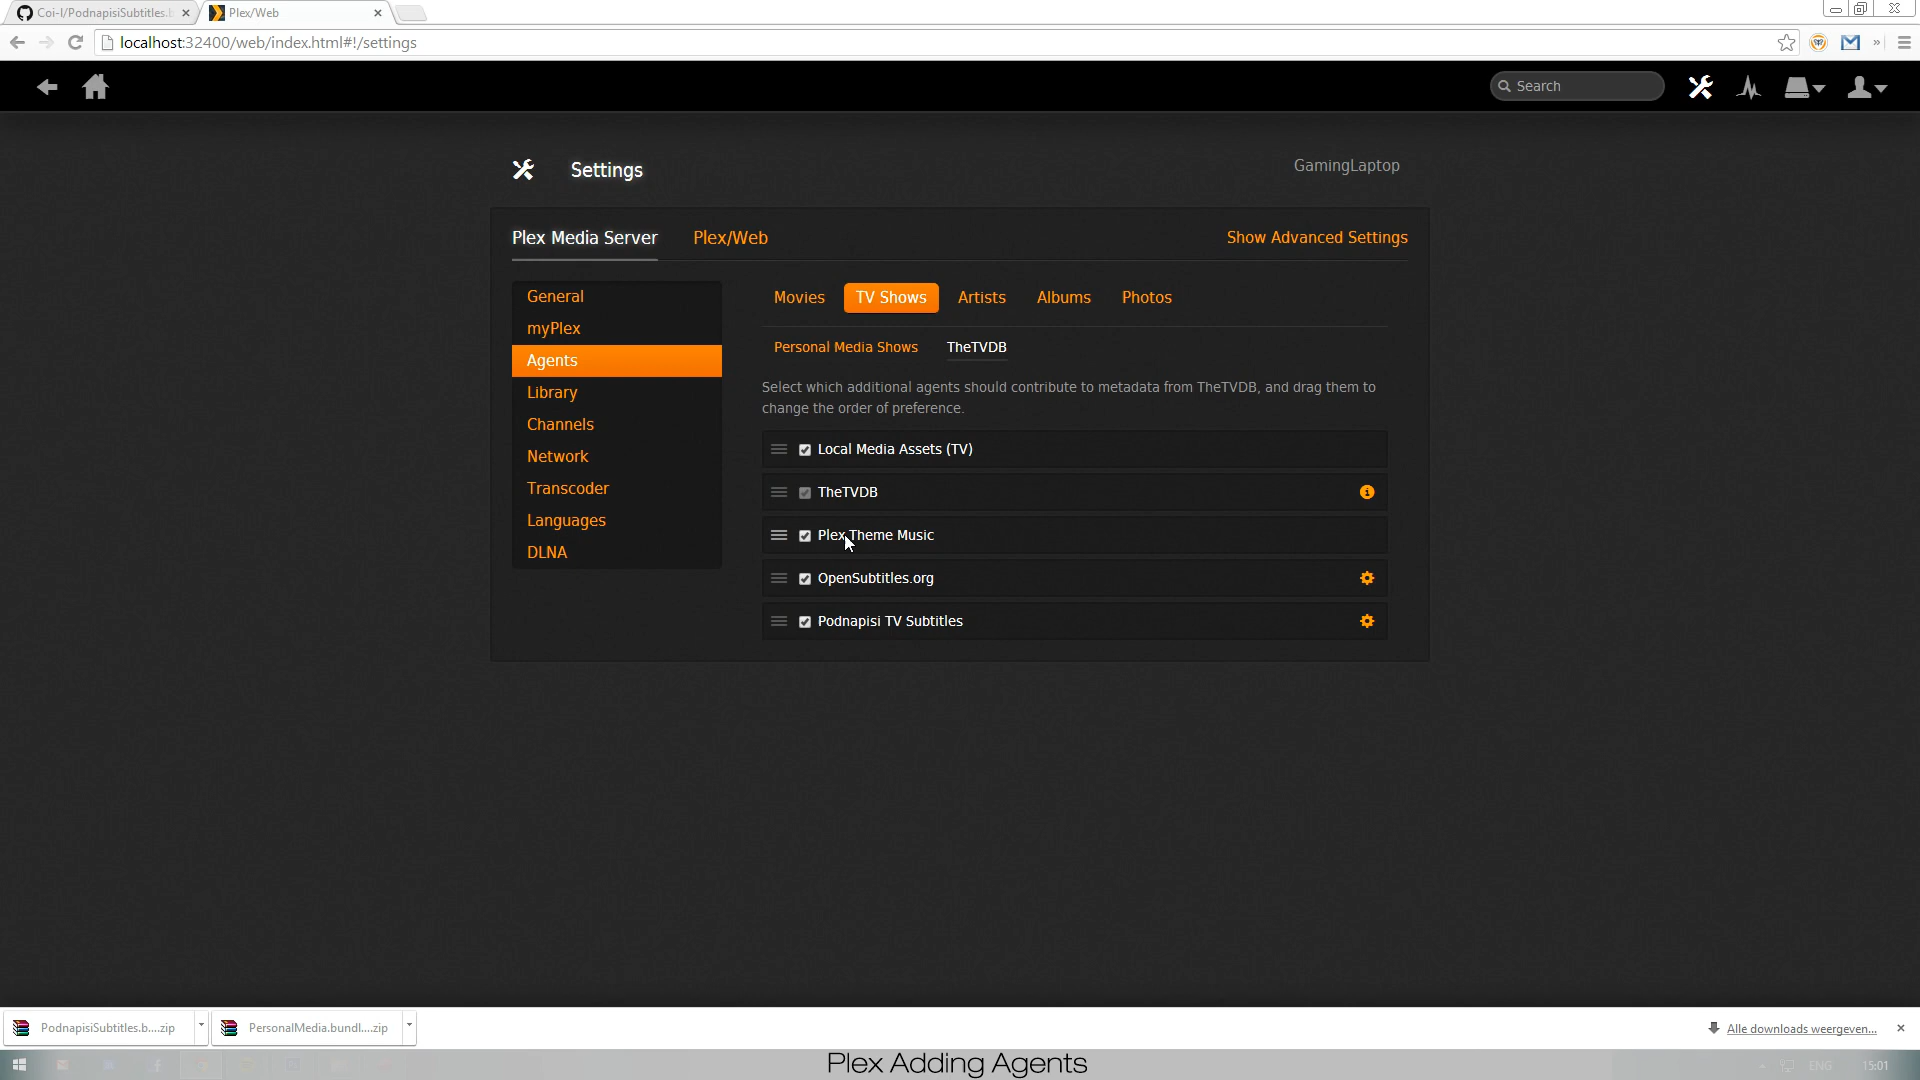 Coi-I/PodnapisiSubtitles.b
Plex/Web
localhost:32400/web/index.html#!/settings
Search
Settings
GamingLaptop
Plex Media Server
Plex/Web
Show Advanced Settings
General
myPlex
Agents
Library
Channels
Network
Transcoder
Languages
DLNA
Movies
TV Shows
Artists
Albums
Photos
Personal Media Shows
TheTVDB
Select which additional agents should contribute to metadata from TheTVDB, and drag them to
change the order of preference.
Local Media Assets (TV)
TheTVDB
Plex Theme Music
OpenSubtitles.org
Podnapisi TV Subtitles
PodnapisiSubtitles.b....zip
PersonalMedia.bundl....zip
Alle downloads weergeven...
Plex Adding Agents
ENG
15:01